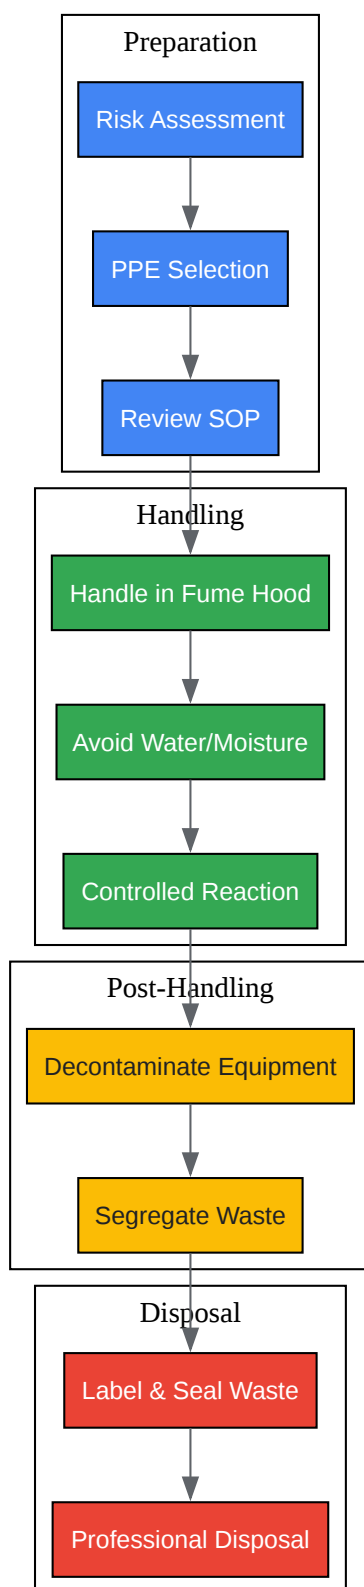 Preparation
Risk Assessment
PPE Selection
Review SOP
Handling
Handle in Fume Hood
Avoid Water/Moisture
Controlled Reaction
Post-Handling
Decontaminate Equipment
Segregate Waste
Disposal
Label & Seal Waste
Professional Disposal